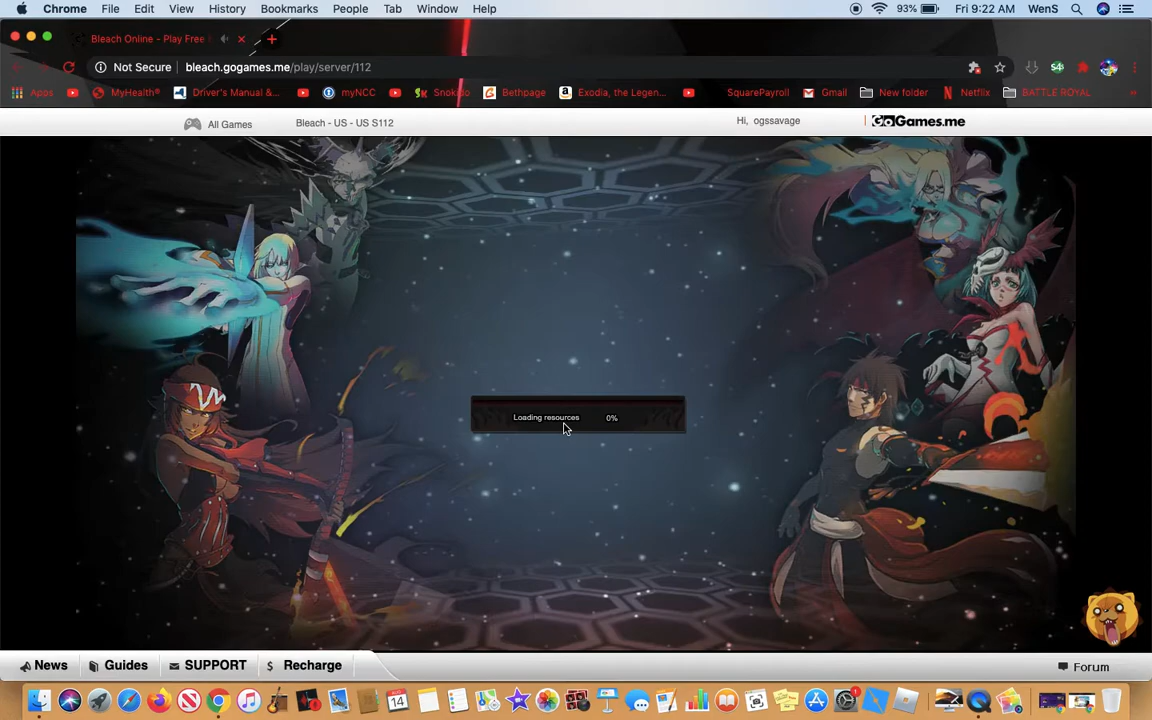 Chrome File Edit View History Bookmarks People Tab Window Help 93% Fri 9:22 AM WenS
Bleach Online - Play Free
Not Secure bleach.gogames.me/play/server/112
Apps MyHealth® Driver's Manual &... myNCC Snokido Bethpage Exodia, the Legen... SquarePayroll Gmail New folder Netflix BATTLE ROYAL
All Games Bleach - US - US S112 Hi, ogssavage GoGames.me
Loading resources 0%
News Guides SUPPORT $ Recharge Forum
14